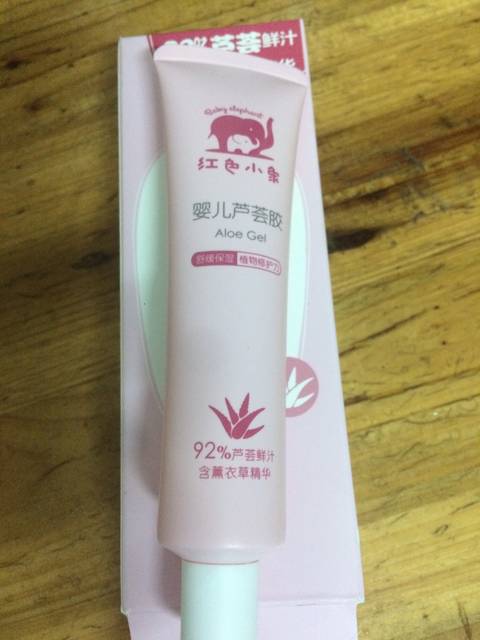 芦荟鲜汁
Baby elephant
红色小象
婴儿芦荟胶
Aloe Gel
舒缓保湿 植物修护力
92%芦荟鲜汁
含薰衣草精华